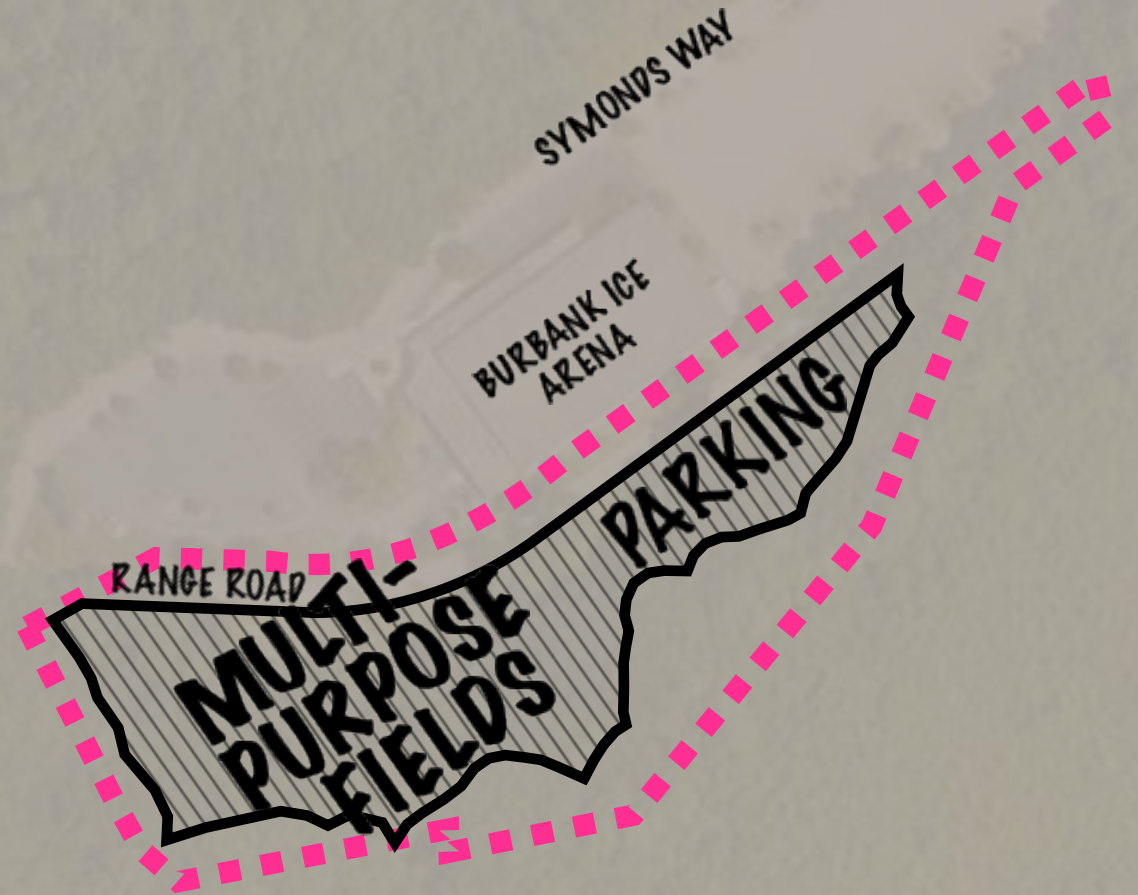 SYMONDS WAY
BURBANK ICE
ARENA
PARKING
RANGE ROAD
MULTI-
PURPOSE
FIELDS